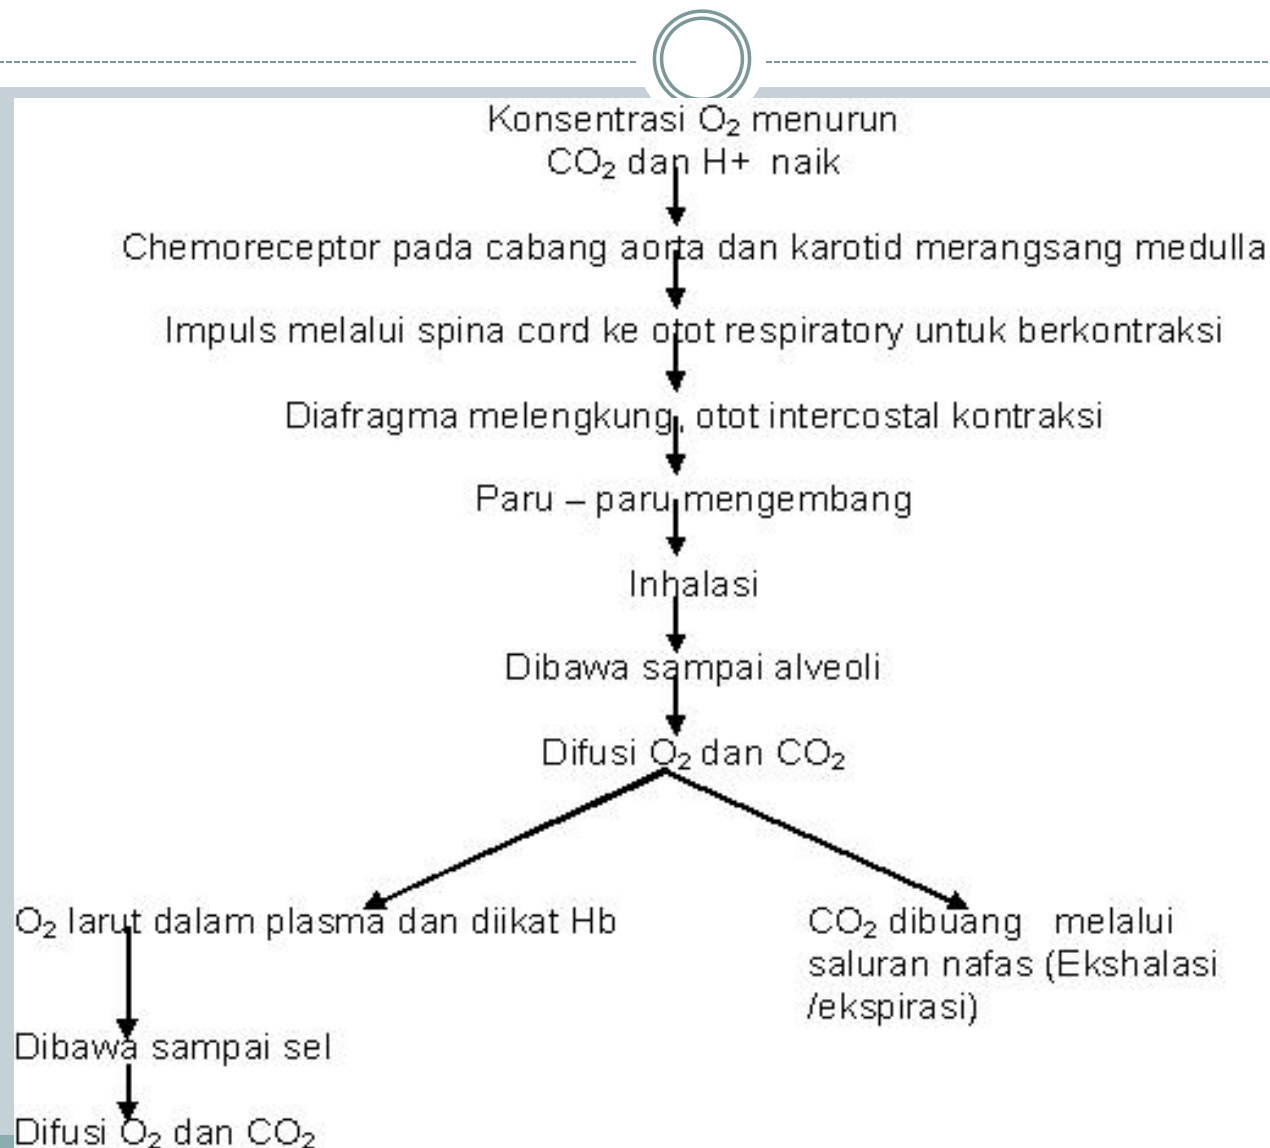 Konsentrasi O₂ menurun
CO₂ dan H+ naik
Chemoreceptor pada cabang aorta dan karotid merangsang medulla
Impuls melalui spina cord ke otot respiratory untuk berkontraksi
Diafragma melengkung, otot intercostal kontraksi
Paru – paru mengembang
Inhalasi
Dibawa sampai alveoli
Difusi O₂ dan CO₂
O₂ larut dalam plasma dan diikat Hb
CO₂ dibuang melalui
saluran nafas (Ekshalasi
/ekspirasi)
Dibawa sampai sel
Difusi O₂ dan CO₂